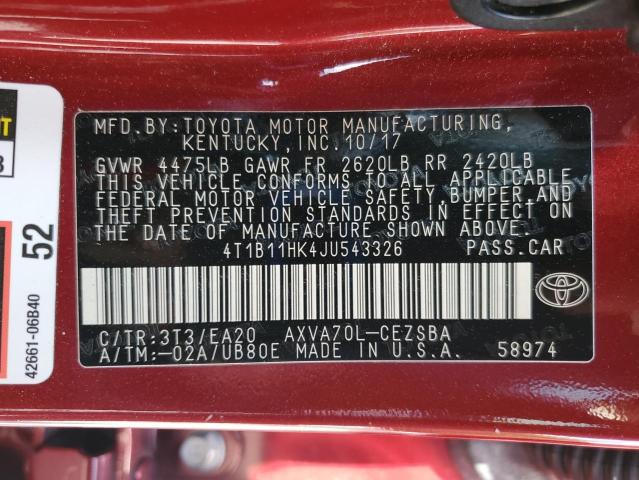 MFD.BY:TOYOTA MOTOR MANUFACTURING,
KENTUCKY,INC.10/17
GVWR 4475LB GAWR FR 2620LB RR 2420LB
THIS VEHICLE CONFORMS TO ALL APPLICABLE
FEDERAL MOTOR VEHICLE SAFETY,BUMPER,AND
THEFT PREVENTION STANDARDS IN EFFECT ON
THE DATE OF MANUFACTURE SHOWN ABOVE.
4T1B11HK4JU543326 PASS.CAR
C/TR:3T3/EA20 AXVA70L-CEZSBA
A/TM:-02A/UB80E MADE IN U.S.A. 58974
52
42661-06B40